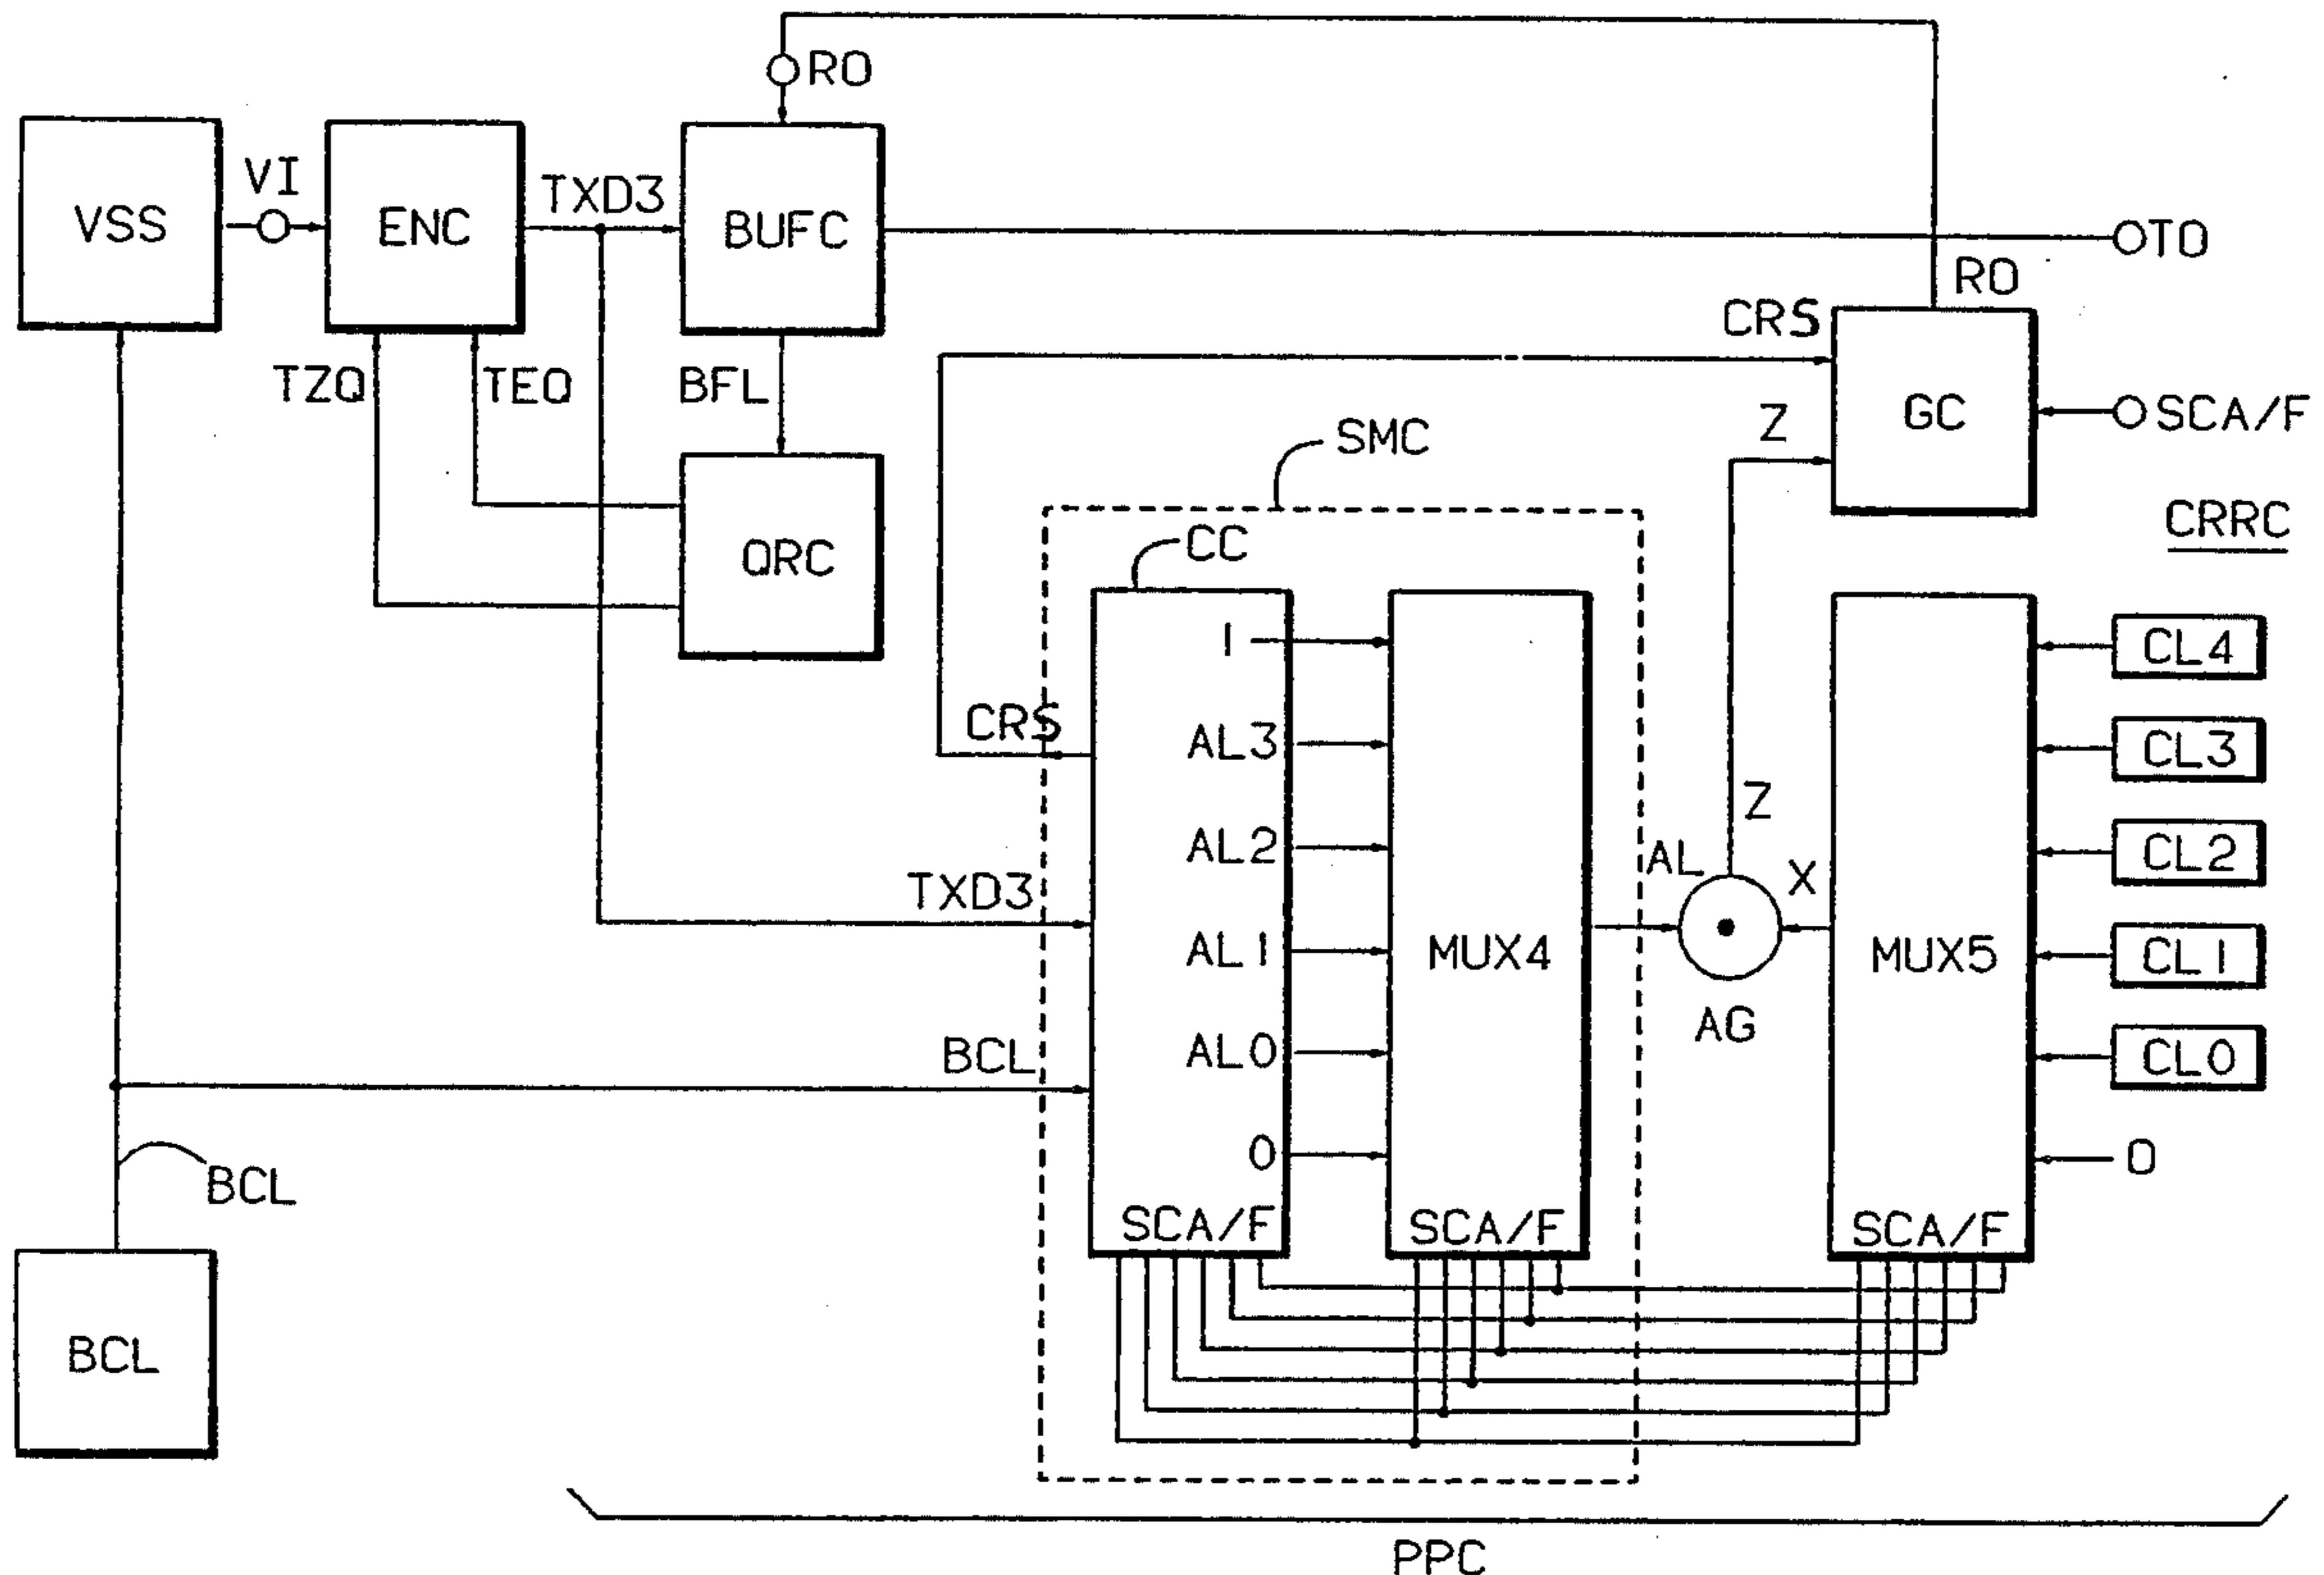 RO
VSS
VI
ENC
TXD3
BUFC
TO
RO
CRS
TZQ
TEQ
BFL
Z
GC
SCA/F
SMC
CRRC
QRC
CC
1
CL4
CRS
AL3
CL3
Z
AL2
CL2
AL
X
TXD3
AL1
MUX4
MUX5
CL1
AG
BCL
AL0
CL0
0
0
BCL
SCA/F
SCA/F
SCA/F
BCL
PPC